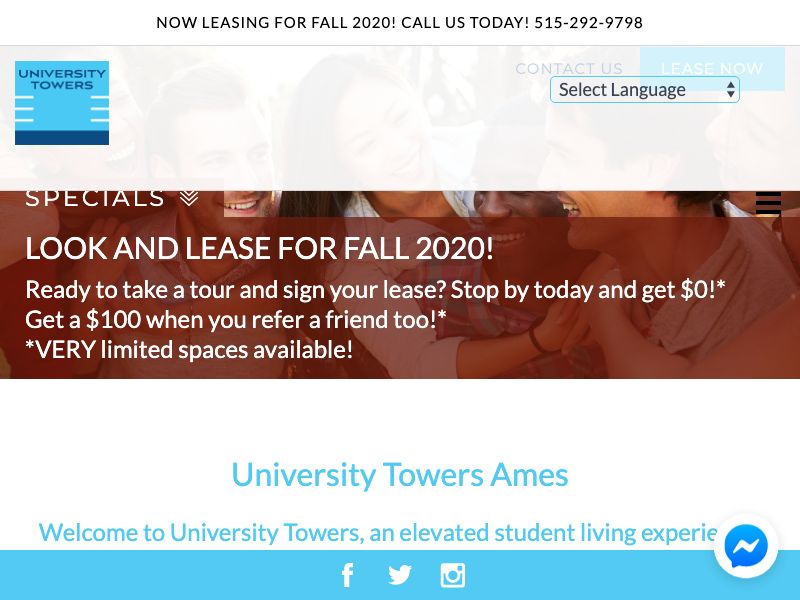 NOW LEASING FOR FALL 2020! CALL US TODAY! 515-292-9798
UNIVERSITY
TOWERS
CONTACT US
LEASE NOW
Select Language
SPECIALS
LOOK AND LEASE FOR FALL 2020!
Ready to take a tour and sign your lease? Stop by today and get $0!*
Get a $100 when you refer a friend too!*
*VERY limited spaces available!
University Towers Ames
Welcome to University Towers, an elevated student living